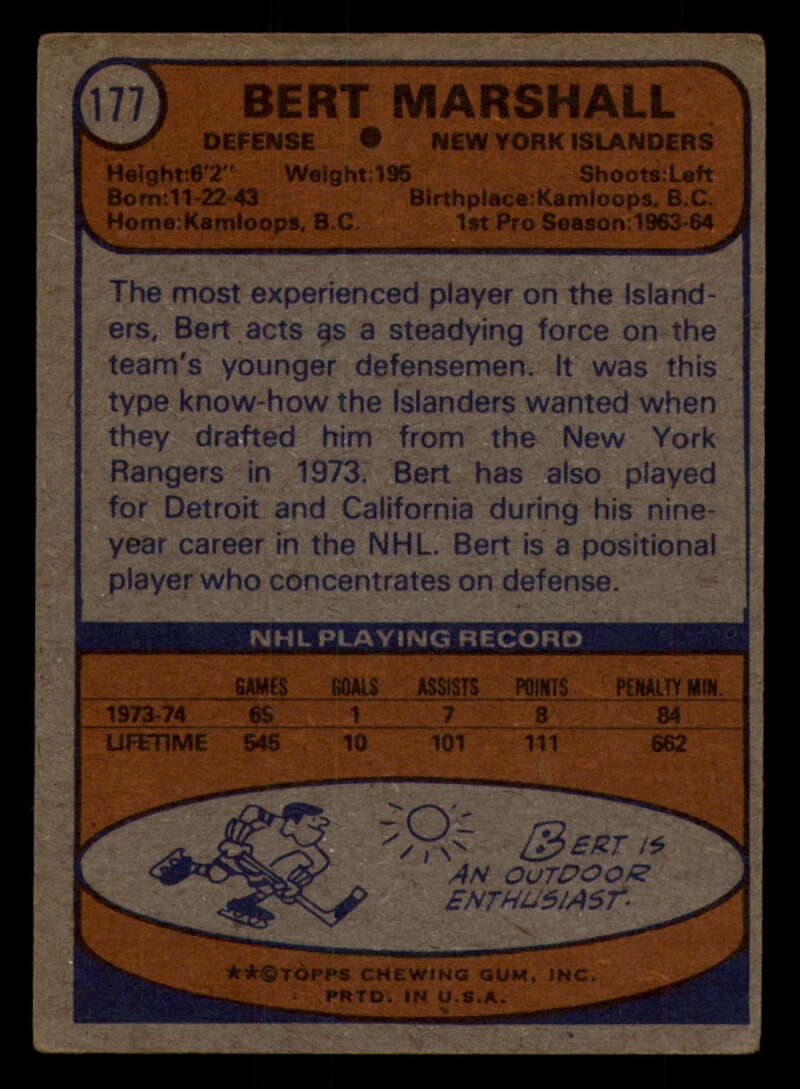 177
BERT MARSHALL
DEFENSE ● NEW YORK ISLANDERS
Height:6'2" Weight:195 Shoots:Left
Born:11-22-43 Birthplace:Kamloops, B.C.
Home:Kamloops, B.C. 1st Pro Season:1963-64
The most experienced player on the Island-
ers, Bert acts as a steadying force on the
team's younger defensemen. It was this
type know-how the Islanders wanted when
they drafted him from the New York
Rangers in 1973. Bert has also played
for Detroit and California during his nine-
year career in the NHL. Bert is a positional
player who concentrates on defense.
NHL PLAYING RECORD
GAMES GOALS ASSISTS POINTS PENALTY MIN.
1973-74 65 1 7 8 84
LIFETIME 545 10 101 111 662
BERT IS
AN OUTDOOR
ENTHUSIAST.
**©TOPPS CHEWING GUM, INC.
PRTD. IN U.S.A.